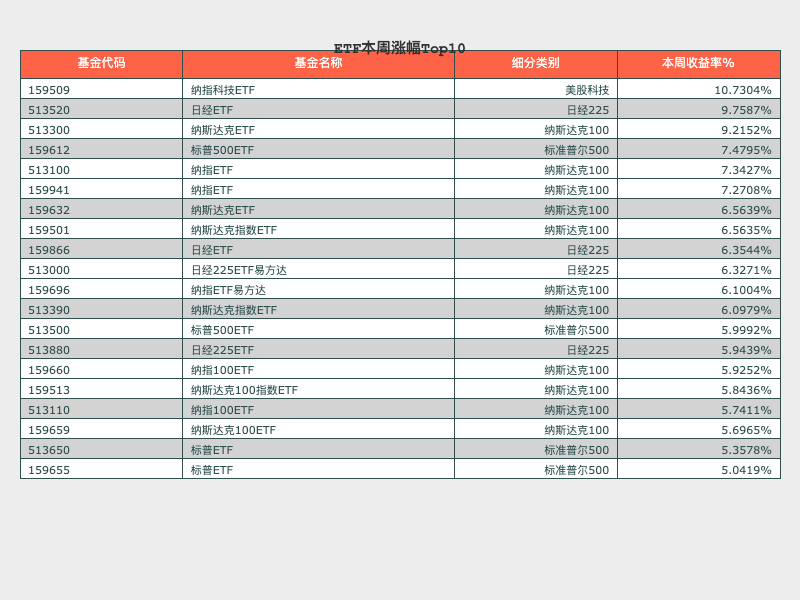 ETF本周涨幅Top10
基金代码 基金名称 细分类别 本周收益率%
159509 纳指科技ETF 美股科技 10.7304%
513520 日经ETF 日经225 9.7587%
513300 纳斯达克ETF 纳斯达克100 9.2152%
159612 标普500ETF 标准普尔500 7.4795%
513100 纳指ETF 纳斯达克100 7.3427%
159941 纳指ETF 纳斯达克100 7.2708%
159632 纳斯达克ETF 纳斯达克100 6.5639%
159501 纳斯达克指数ETF 纳斯达克100 6.5635%
159866 日经ETF 日经225 6.3544%
513000 日经225ETF易方达 日经225 6.3271%
159696 纳指ETF易方达 纳斯达克100 6.1004%
513390 纳斯达克指数ETF 纳斯达克100 6.0979%
513500 标普500ETF 标准普尔500 5.9992%
513880 日经225ETF 日经225 5.9439%
159660 纳指100ETF 纳斯达克100 5.9252%
159513 纳斯达克100指数ETF 纳斯达克100 5.8436%
513110 纳指100ETF 纳斯达克100 5.7411%
159659 纳斯达克100ETF 纳斯达克100 5.6965%
513650 标普ETF 标准普尔500 5.3578%
159655 标普ETF 标准普尔500 5.0419%